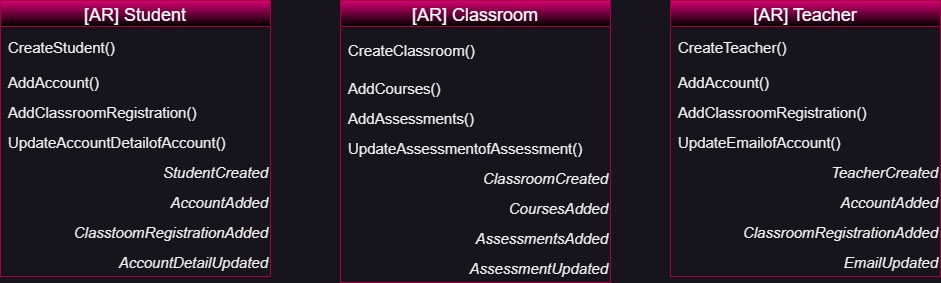 [AR] Student
CreateStudent()
AddAccount()
AddClassroomRegistration()
UpdateAccountDetailofAccount()
StudentCreated
AccountAdded
ClasstoomRegistrationAdded
AccountDetailUpdated
[AR] Classroom
CreateClassroom()
AddCourses()
AddAssessments()
UpdateAssessmentofAssessment()
ClassroomCreated
CoursesAdded
AssessmentsAdded
AssessmentUpdated
[AR] Teacher
CreateTeacher()
AddAccount()
AddClassroomRegistration()
UpdateEmailofAccount()
TeacherCreated
AccountAdded
ClassroomRegistrationAdded
EmailUpdated